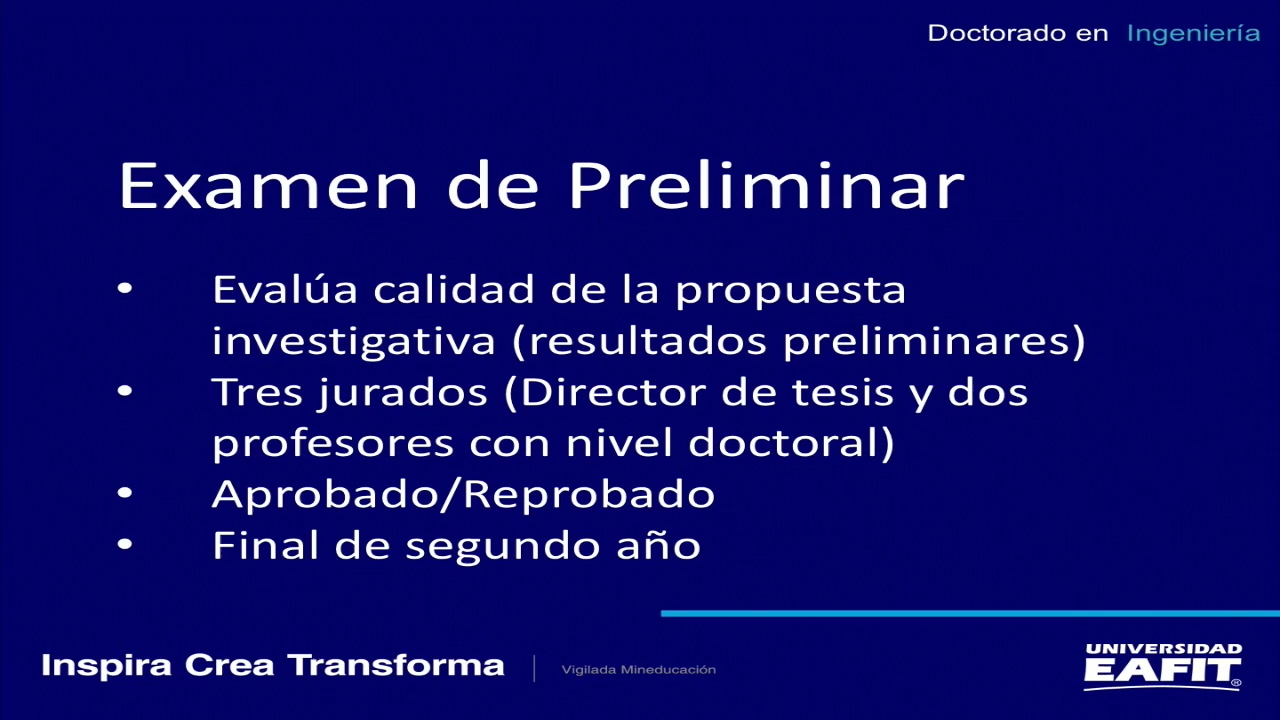 Doctorado en Ingeniería
Examen de Preliminar
• Evalúa calidad de la propuesta
investigativa (resultados preliminares)
• Tres jurados (Director de tesis y dos
profesores con nivel doctoral)
• Aprobado/Reprobado
• Final de segundo año
Inspira Crea Transforma
Vigilada Mineducación
UNIVERSIDAD
EAFIT®